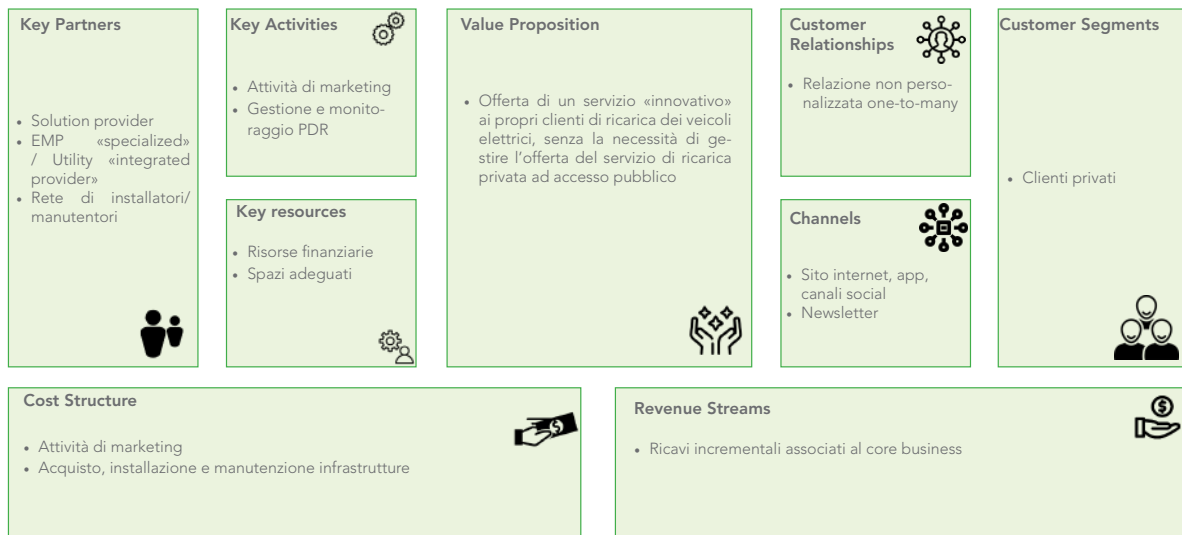 Key Partners
• Solution provider
• EMP «specialized»
/ Utility «integrated
provider»
• Rete di installatori/
manutentori
Key Activities
• Attività di marketing
• Gestione e monito-
raggio PDR
Key resources
• Risorse finanziarie
• Spazi adeguati
Value Proposition
• Offerta di un servizio «innovativo»
ai propri clienti di ricarica dei veicoli
elettrici, senza la necessità di ge-
stire l'offerta del servizio di ricarica
privata ad accesso pubblico
Customer
Relationships
• Relazione non perso-
nalizzata one-to-many
Channels
• Sito internet, app,
canali social
• Newsletter
Customer Segments
• Clienti privati
Cost Structure
• Attività di marketing
• Acquisto, installazione e manutenzione infrastrutture
Revenue Streams
• Ricavi incrementali associati al core business